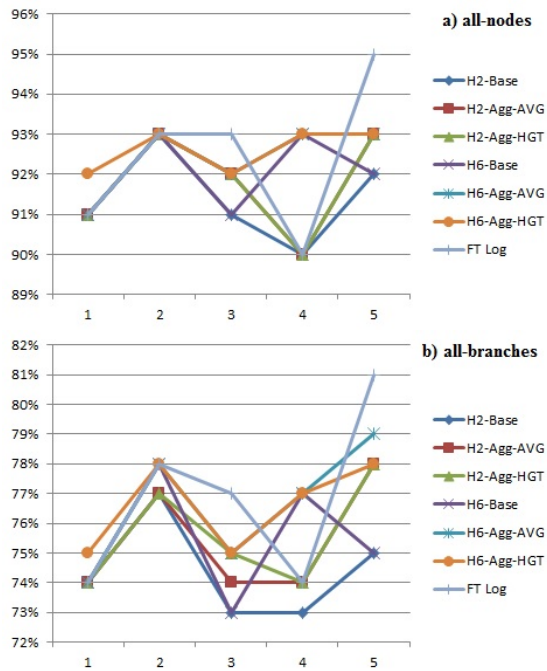 a) all-nodes
96%
95%
94%
93%
92%
91%
90%
89%
1 2 3 4 5
H2-Base
H2-Agg-AVG
H2-Agg-HGT
H6-Base
H6-Agg-AVG
H6-Agg-HGT
FT Log
b) all-branches
82%
81%
80%
79%
78%
77%
76%
75%
74%
73%
72%
1 2 3 4 5
H2-Base
H2-Agg-AVG
H2-Agg-HGT
H6-Base
H6-Agg-AVG
H6-Agg-HGT
FT Log